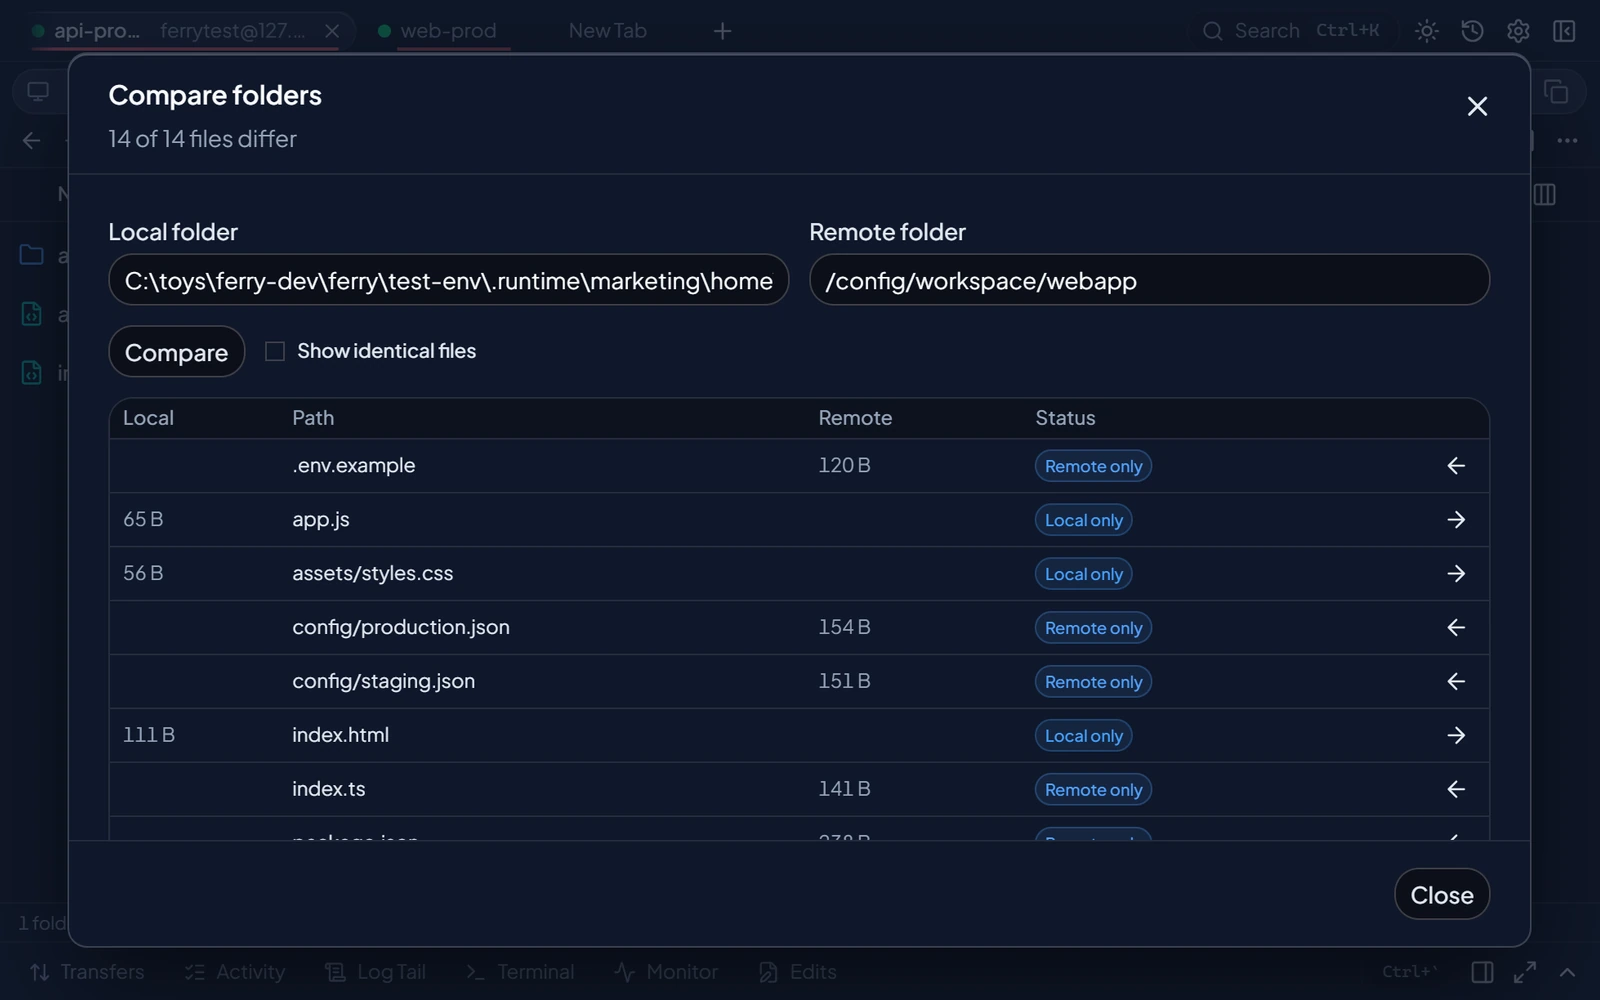 api-pro... ferrytest@127.... web-prod New Tab Search Ctrl+K
Compare folders
14 of 14 files differ
Local folder Remote folder
C:\toys\ferry-dev\ferry\test-env\.runtime\marketing\home /config/workspace/webapp
Compare Show identical files
Local Path Remote Status
.env.example 120 B Remote only
65 B app.js Local only
56 B assets/styles.css Local only
config/production.json 154 B Remote only
config/staging.json 151 B Remote only
111 B index.html Local only
index.ts 141 B Remote only
Close
1 fold
Transfers Activity Log Tail Terminal Monitor Edits Ctrl+`